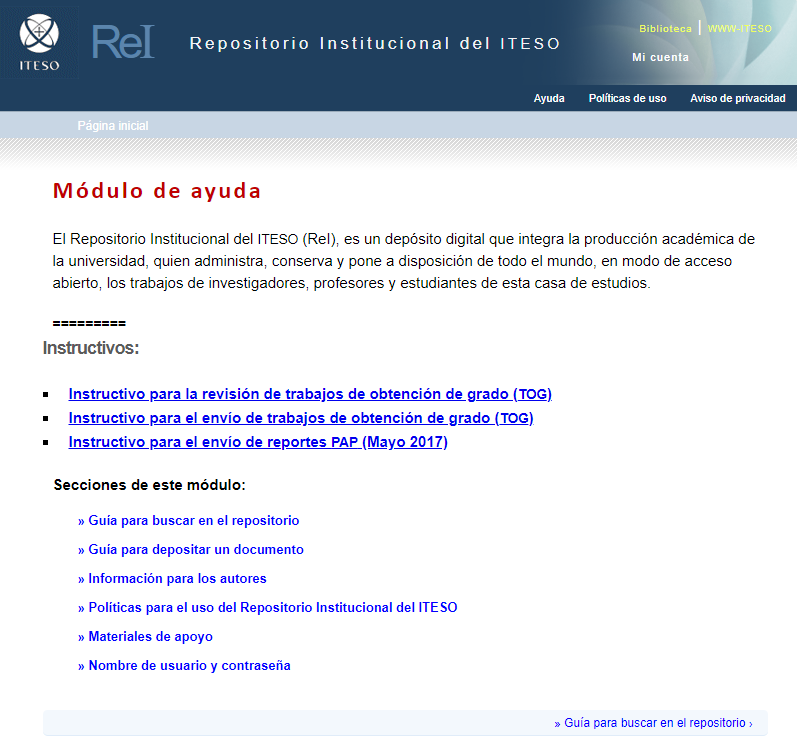 ITESO
ReI
Repositorio Institucional del ITESO
Biblioteca | WWW-ITESO
Mi cuenta
Ayuda Políticas de uso Aviso de privacidad
Página inicial
Módulo de ayuda
El Repositorio Institucional del ITESO (ReI), es un depósito digital que integra la producción académica de
la universidad, quien administra, conserva y pone a disposición de todo el mundo, en modo de acceso
abierto, los trabajos de investigadores, profesores y estudiantes de esta casa de estudios.
=========
Instructivos:
▪ Instructivo para la revisión de trabajos de obtención de grado (TOG)
▪ Instructivo para el envío de trabajos de obtención de grado (TOG)
▪ Instructivo para el envío de reportes PAP (Mayo 2017)
Secciones de este módulo:
» Guía para buscar en el repositorio
» Guía para depositar un documento
» Información para los autores
» Políticas para el uso del Repositorio Institucional del ITESO
» Materiales de apoyo
» Nombre de usuario y contraseña
» Guía para buscar en el repositorio ›